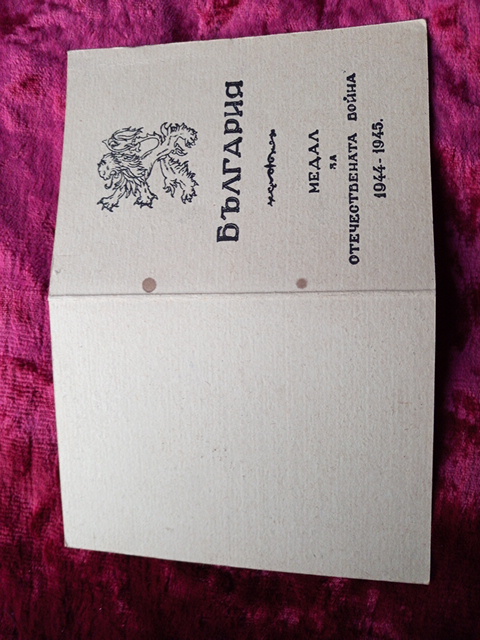 БЪЛГАРИЯ
МЕДАЛ
ЗА
ОТЕЧЕСТВЕНАТА ВОЙНА
1944-1945.